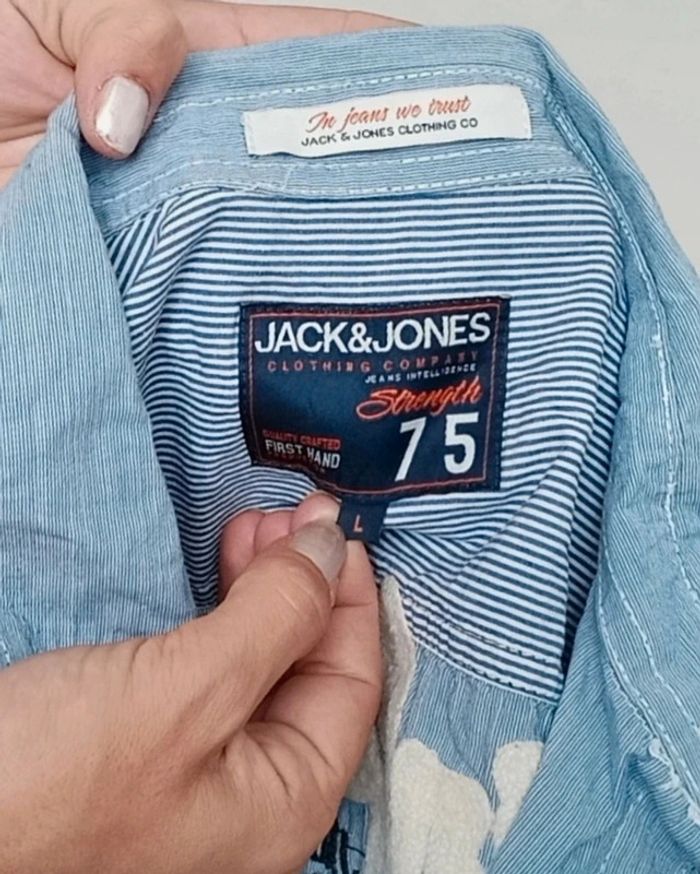 In jeans we trust
JACK & JONES CLOTHING CO
JACK&JONES
CLOTHING COMPANY
JEANS INTELLIGENCE
Strength
75
QUALITY CRAFTED
FIRST HAND
L